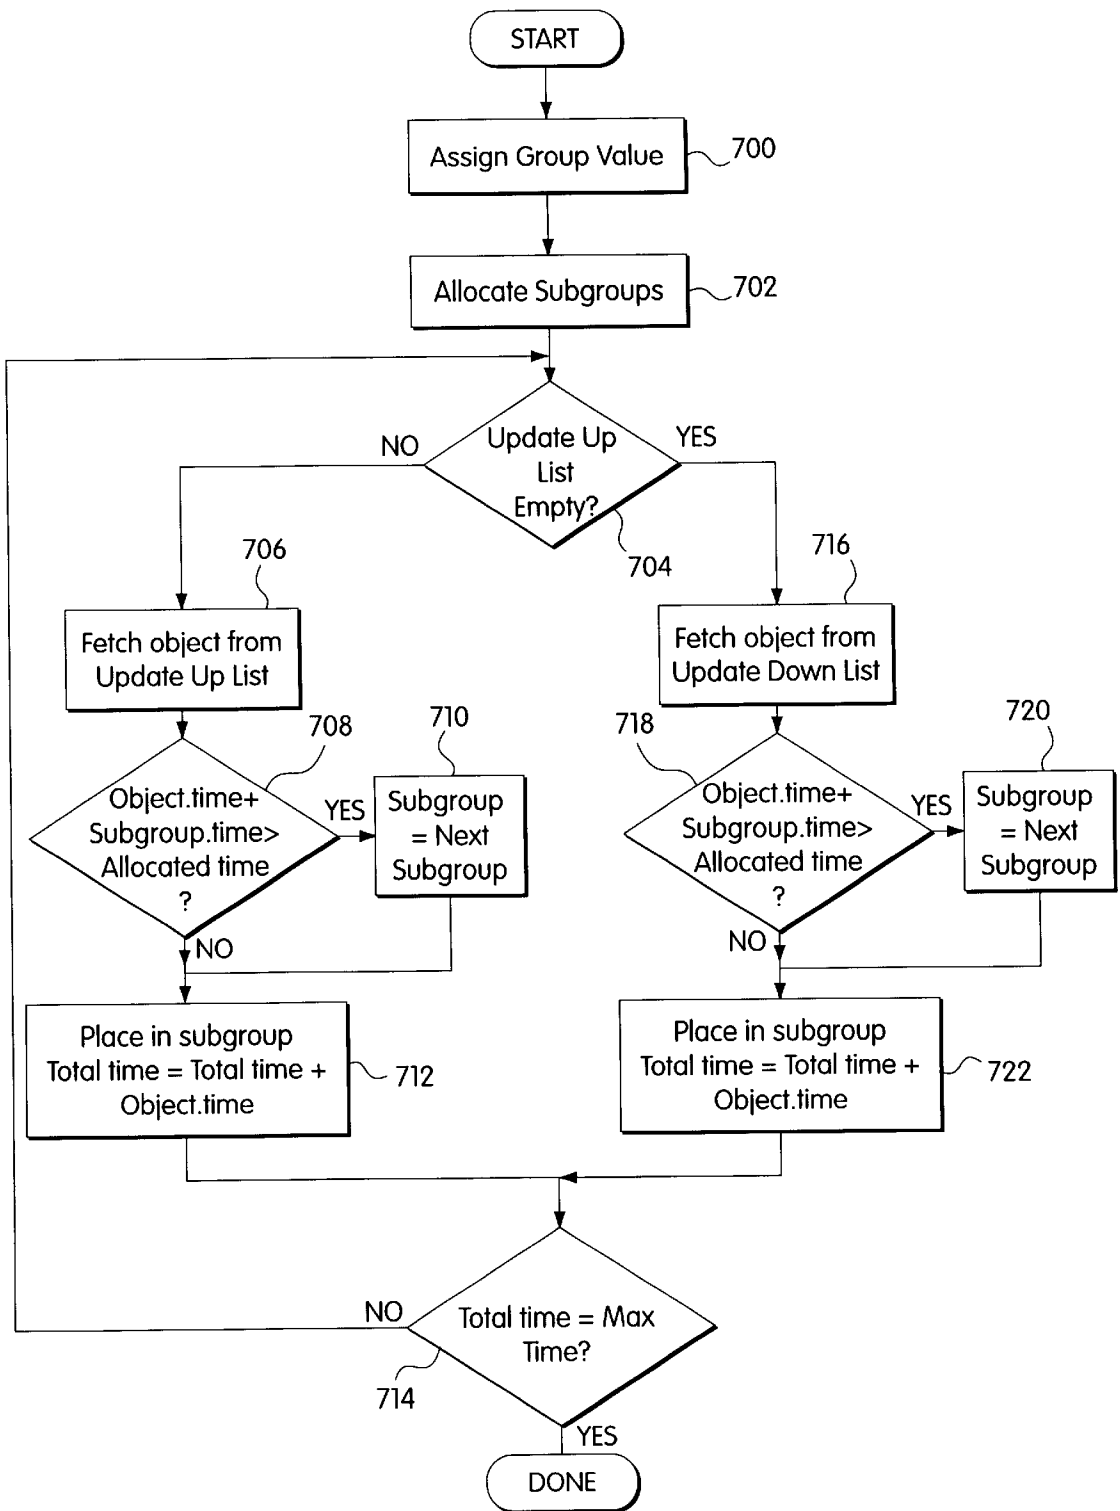 START
Assign Group Value
700
Allocate Subgroups
702
NO
Update Up
List
Empty?
YES
704
706
Fetch object from
Update Up List
716
Fetch object from
Update Down List
708
Object.time+
Subgroup.time>
Allocated time
?
YES
710
Subgroup
= Next
Subgroup
NO
718
Object.time+
Subgroup.time>
Allocated time
?
YES
720
Subgroup
= Next
Subgroup
NO
Place in subgroup
Total time = Total time +
Object.time
712
Place in subgroup
Total time = Total time +
Object.time
722
NO
Total time = Max
Time?
714
YES
DONE